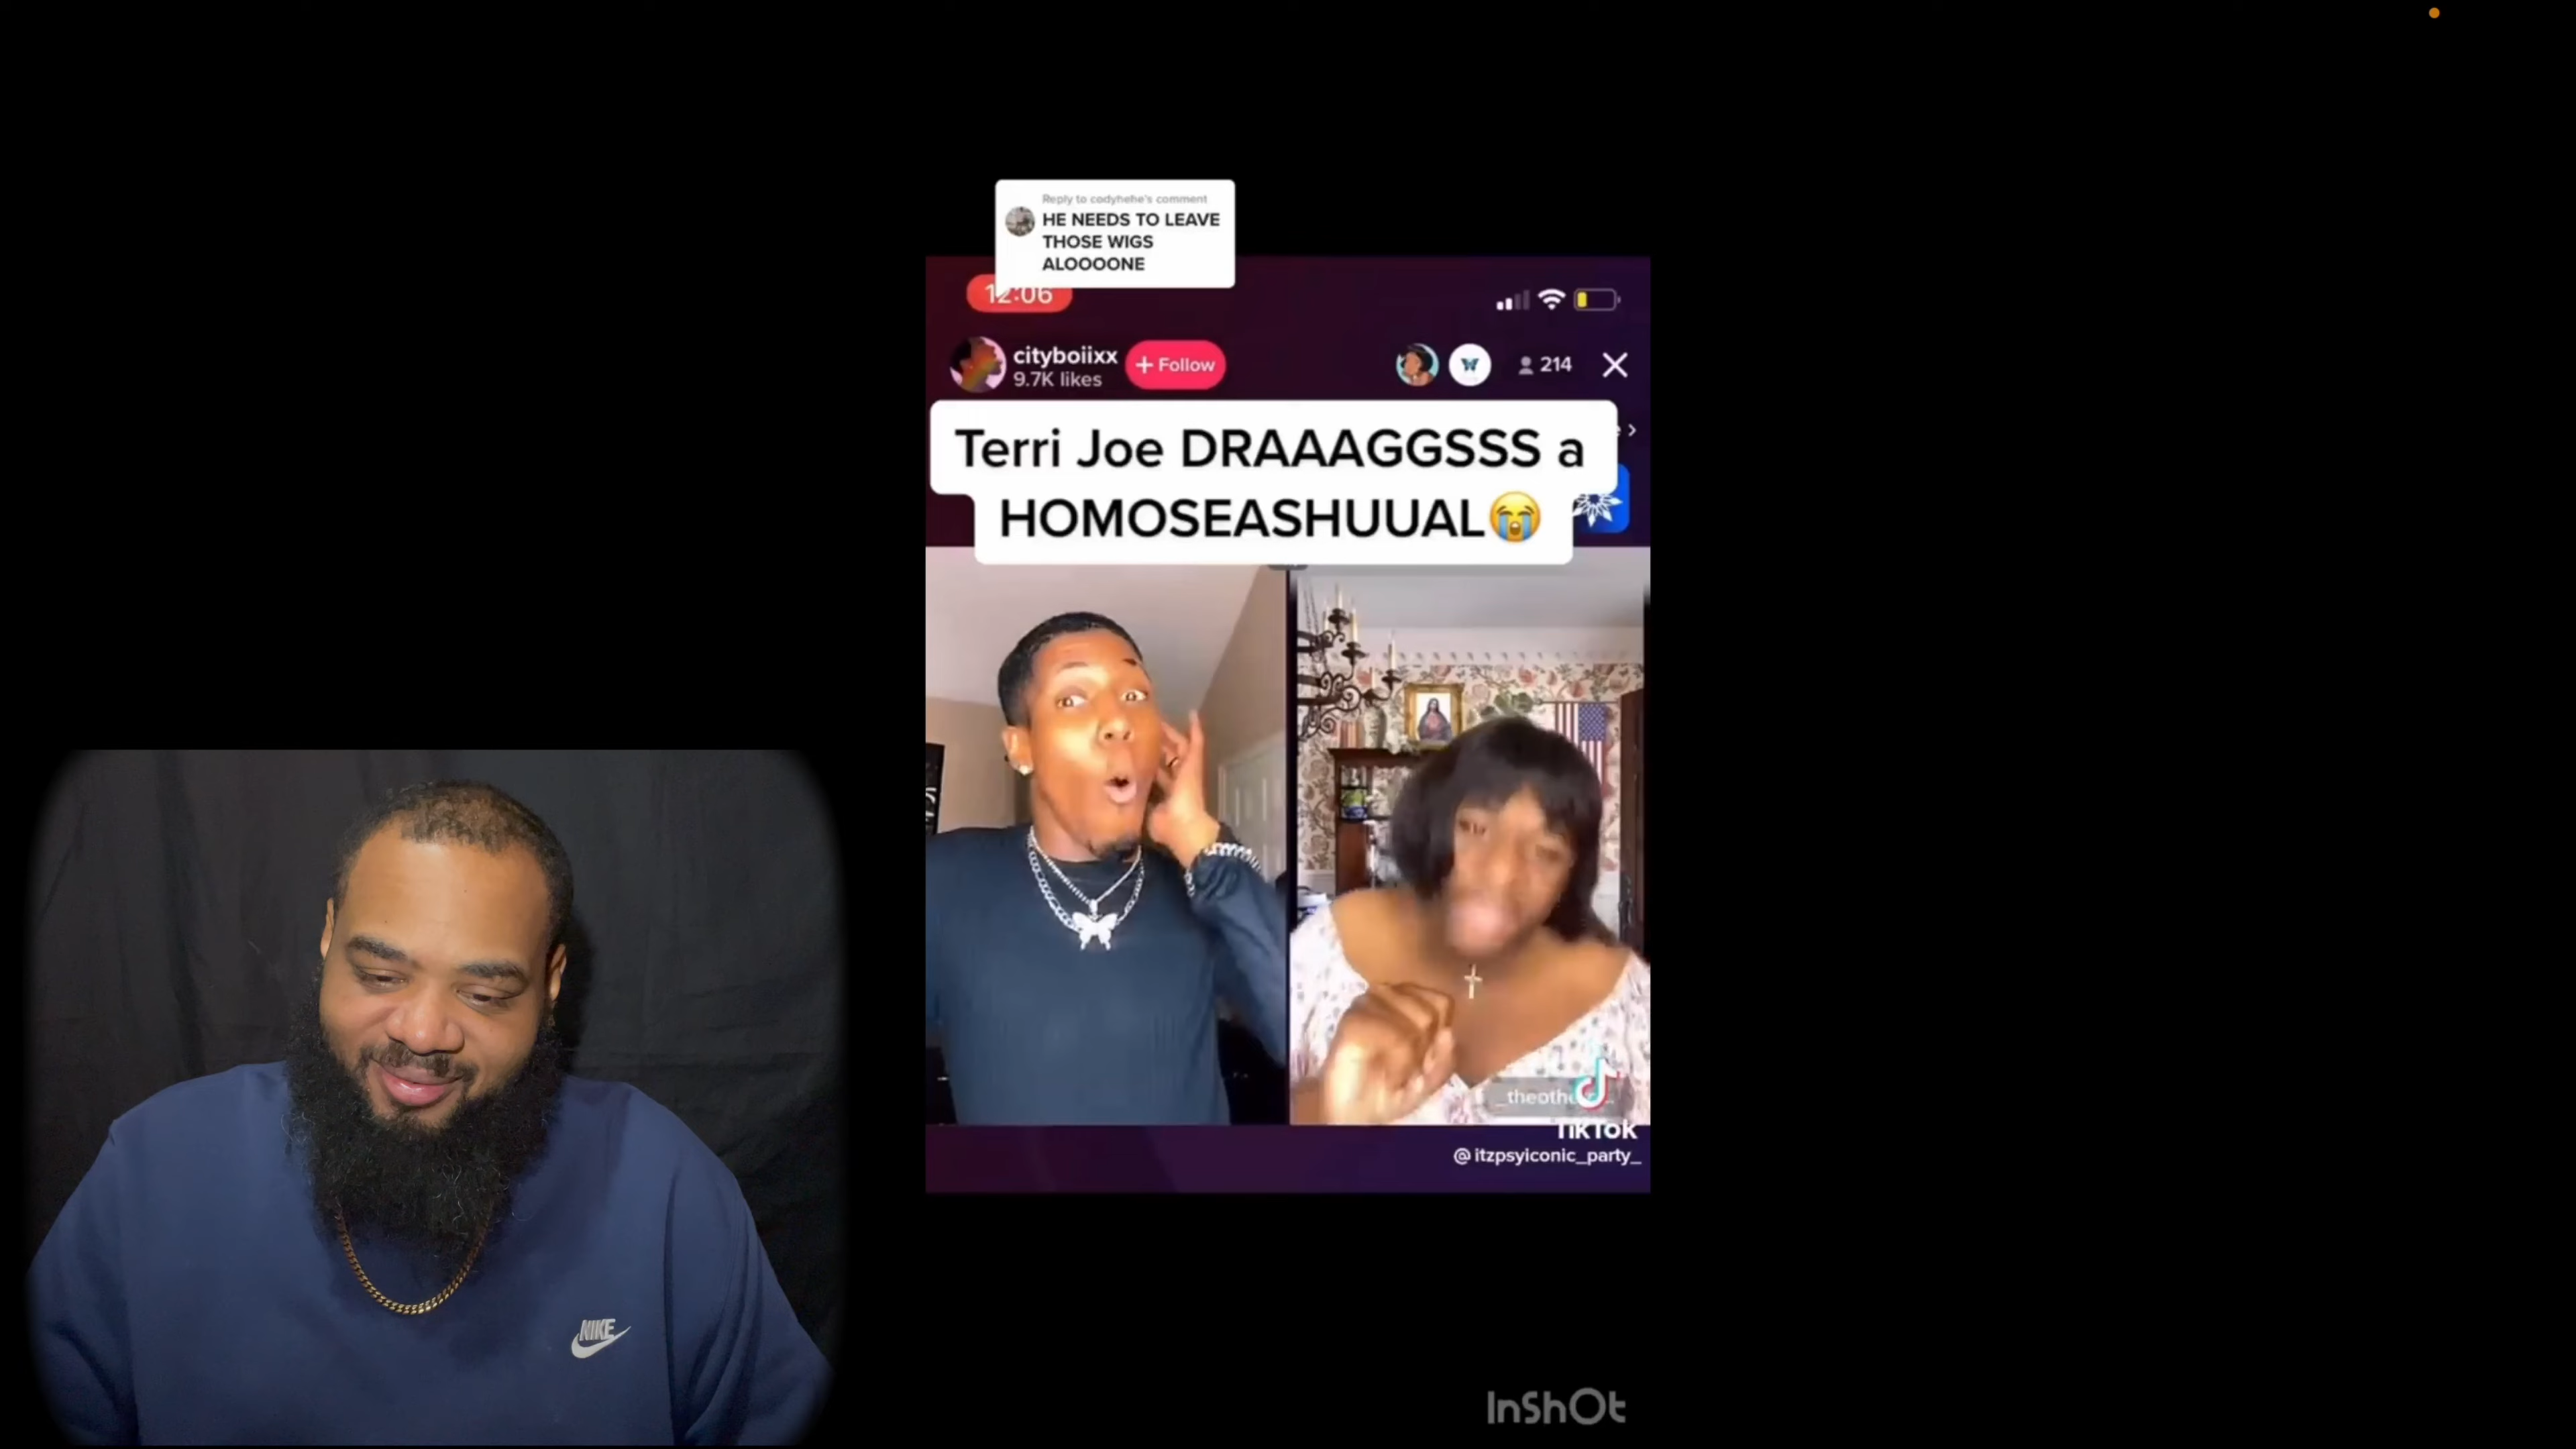 Reply to codyhehe's comment
HE NEEDS TO LEAVE
THOSE WIGS
ALOOOONE
12:06
cityboiixx
9.7K likes
+ Follow
214
Terri Joe DRAAAGGSSS a
HOMOSEASHUUAL😭
_theoth
TikTok
@itzpsyiconic_party_
NIKE
InShOt